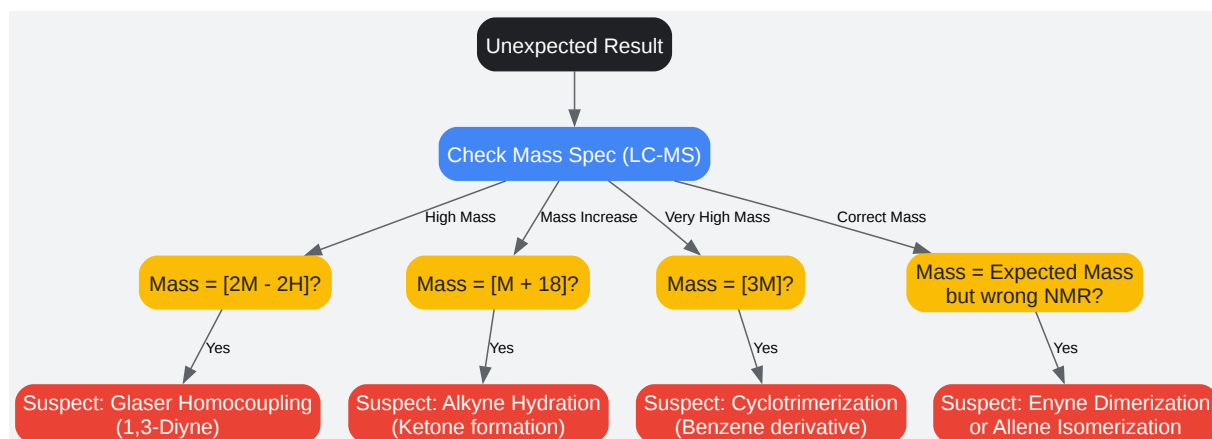 Unexpected Result
Check Mass Spec (LC-MS)
High Mass
Mass Increase
Very High Mass
Correct Mass
Mass = [2M - 2H]?
Mass = [M + 18]?
Mass = [3M]?
Mass = Expected Mass
but wrong NMR?
Yes
Yes
Yes
Yes
Suspect: Glaser Homocoupling
(1,3-Diyne)
Suspect: Alkyne Hydration
(Ketone formation)
Suspect: Cyclotrimerization
(Benzene derivative)
Suspect: Enyne Dimerization
or Allene Isomerization